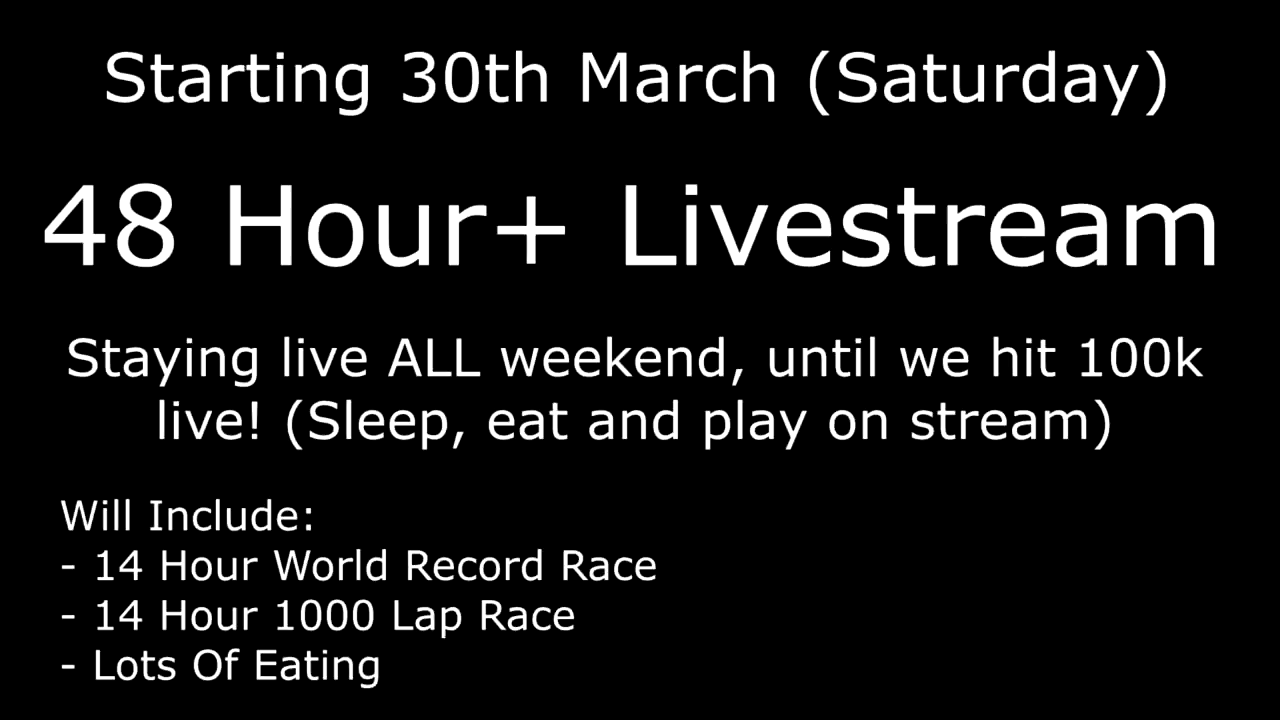 Starting 30th March (Saturday)
48 Hour+ Livestream
Staying live ALL weekend, until we hit 100k
live! (Sleep, eat and play on stream)
Will Include:
- 14 Hour World Record Race
- 14 Hour 1000 Lap Race
- Lots Of Eating